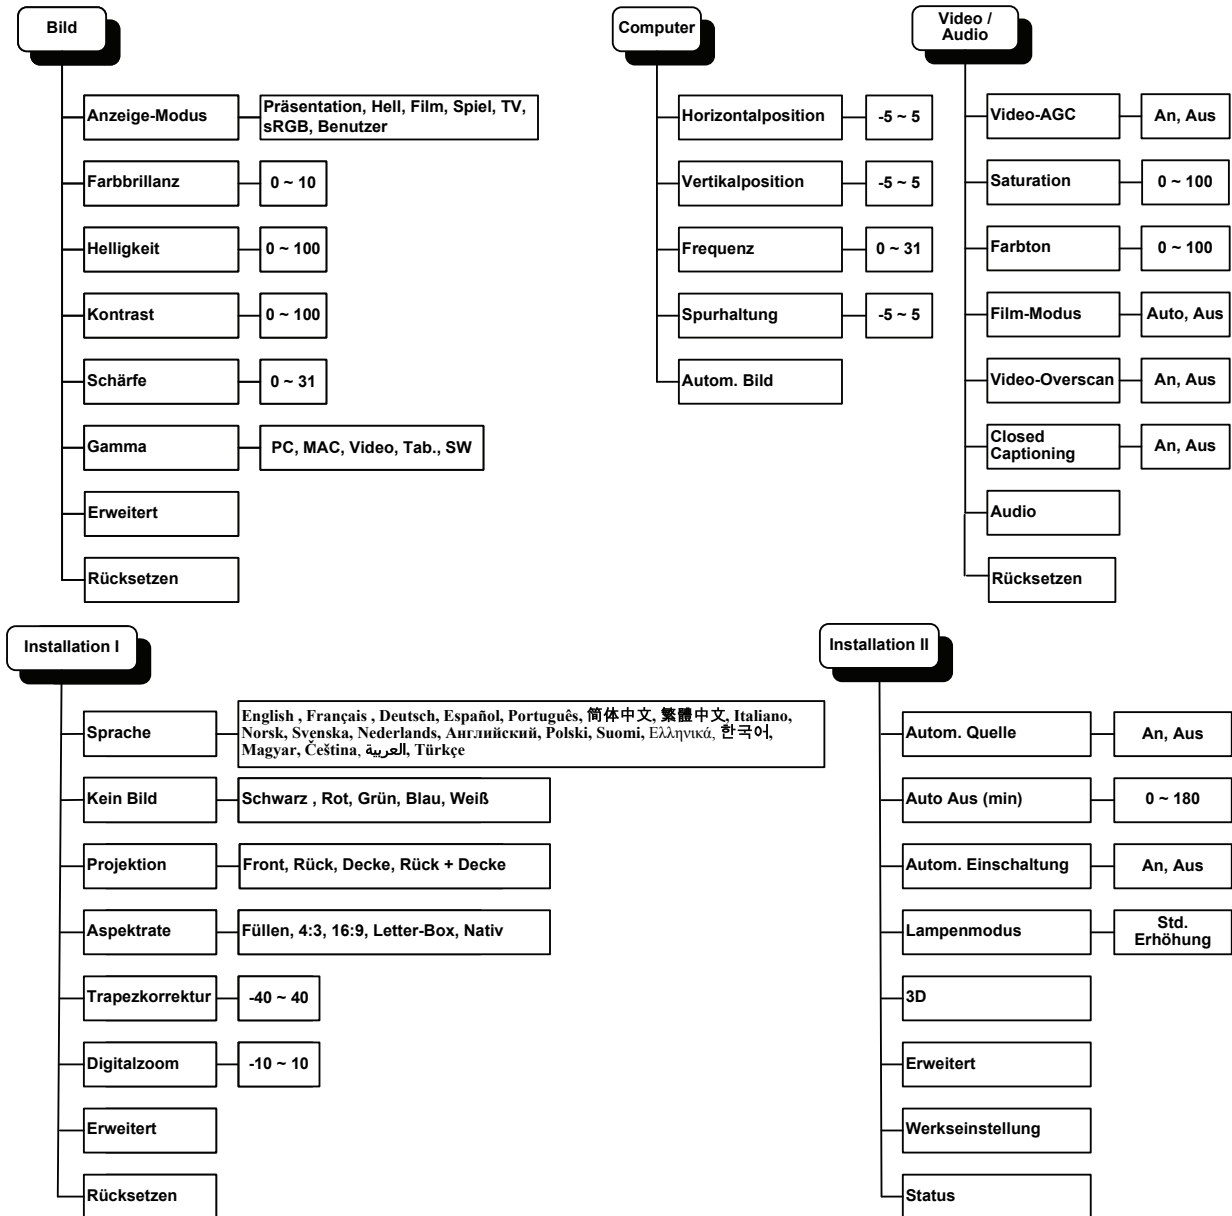 Bild
Anzeige-Modus
Präsentation, Hell, Film, Spiel, TV,
sRGB, Benutzer
Farbbrillanz
0 ~ 10
Helligkeit
0 ~ 100
Kontrast
0 ~ 100
Schärfe
0 ~ 31
Gamma
PC, MAC, Video, Tab., SW
Erweitert
Rücksetzen
Computer
Horizontalposition
-5 ~ 5
Vertikalposition
-5 ~ 5
Frequenz
0 ~ 31
Spurhaltung
-5 ~ 5
Autom. Bild
Video /
Audio
Video-AGC
An, Aus
Saturation
0 ~ 100
Farbton
0 ~ 100
Film-Modus
Auto, Aus
Video-Overscan
An, Aus
Closed
Captioning
An, Aus
Audio
Rücksetzen
Installation I
Sprache
English , Français , Deutsch, Español, Português, 简体中文, 繁體中文, Italiano,
Norsk, Svenska, Nederlands, Английский, Polski, Suomi, Ελληνικά, 한국어,
Magyar, Čeština, العربية, Türkçe
Kein Bild
Schwarz , Rot, Grün, Blau, Weiß
Projektion
Front, Rück, Decke, Rück + Decke
Aspektrate
Füllen, 4:3, 16:9, Letter-Box, Nativ
Trapezkorrektur
-40 ~ 40
Digitalzoom
-10 ~ 10
Erweitert
Rücksetzen
Installation II
Autom. Quelle
An, Aus
Auto Aus (min)
0 ~ 180
Autom. Einschaltung
An, Aus
Lampenmodus
Std.
Erhöhung
3D
Erweitert
Werkseinstellung
Status